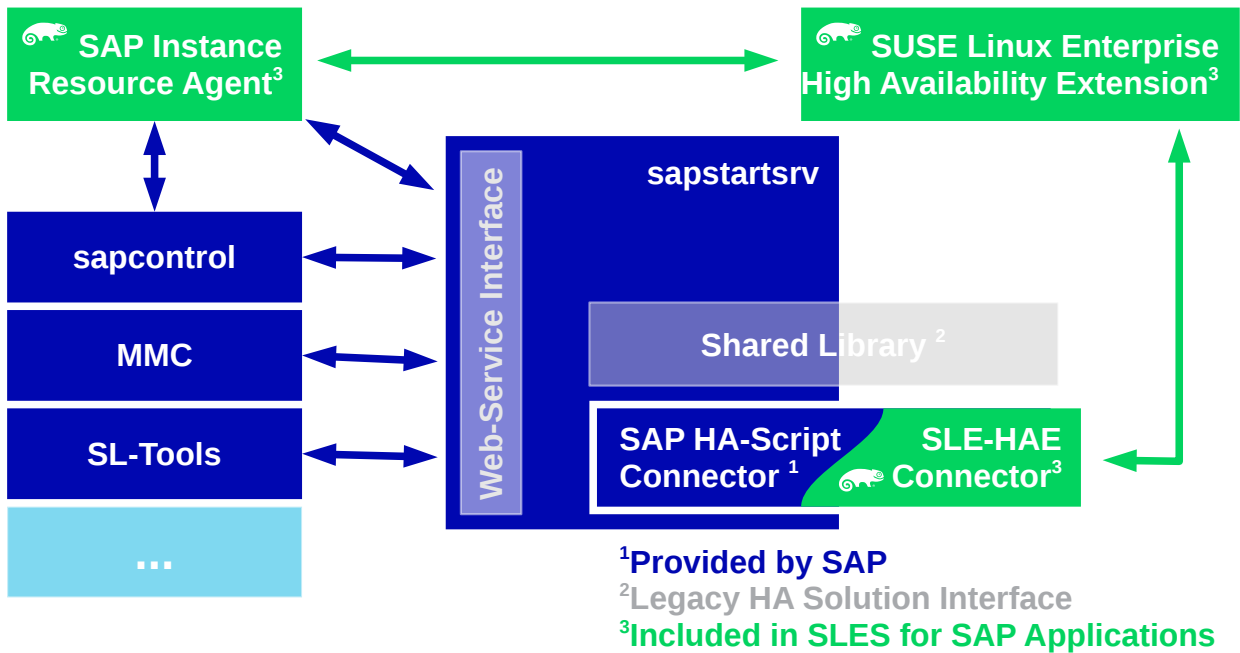 SAP Instance
Resource Agent³
SUSE Linux Enterprise
High Availability Extension³
sapstartsrv
Web-Service Interface
sapcontrol
MMC
SL-Tools
...
Shared Library ²
SAP HA-Script
Connector ¹
SLE-HAE
Connector³
¹Provided by SAP
²Legacy HA Solution Interface
³Included in SLES for SAP Applications